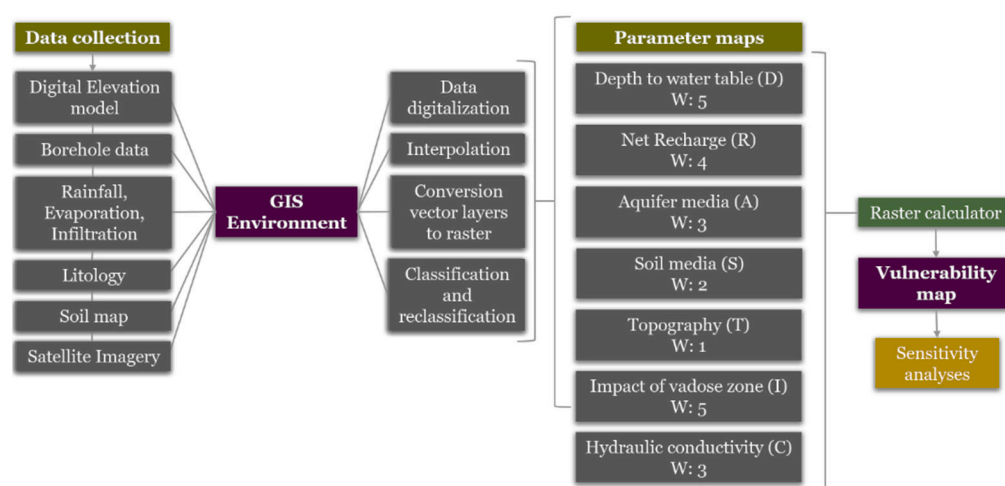 Data collection
Digital Elevation
model
Borehole data
Rainfall,
Evaporation,
Infiltration
Litology
Soil map
Satellite Imagery
GIS
Environment
Data
digitalization
Interpolation
Conversion
vector layers
to raster
Classification
and
reclassification
Parameter maps
Depth to water table (D)
W: 5
Net Recharge (R)
W: 4
Aquifer media (A)
W: 3
Soil media (S)
W: 2
Topography (T)
W: 1
Impact of vadose zone (I)
W: 5
Hydraulic conductivity (C)
W: 3
Raster calculator
Vulnerability
map
Sensitivity
analyses